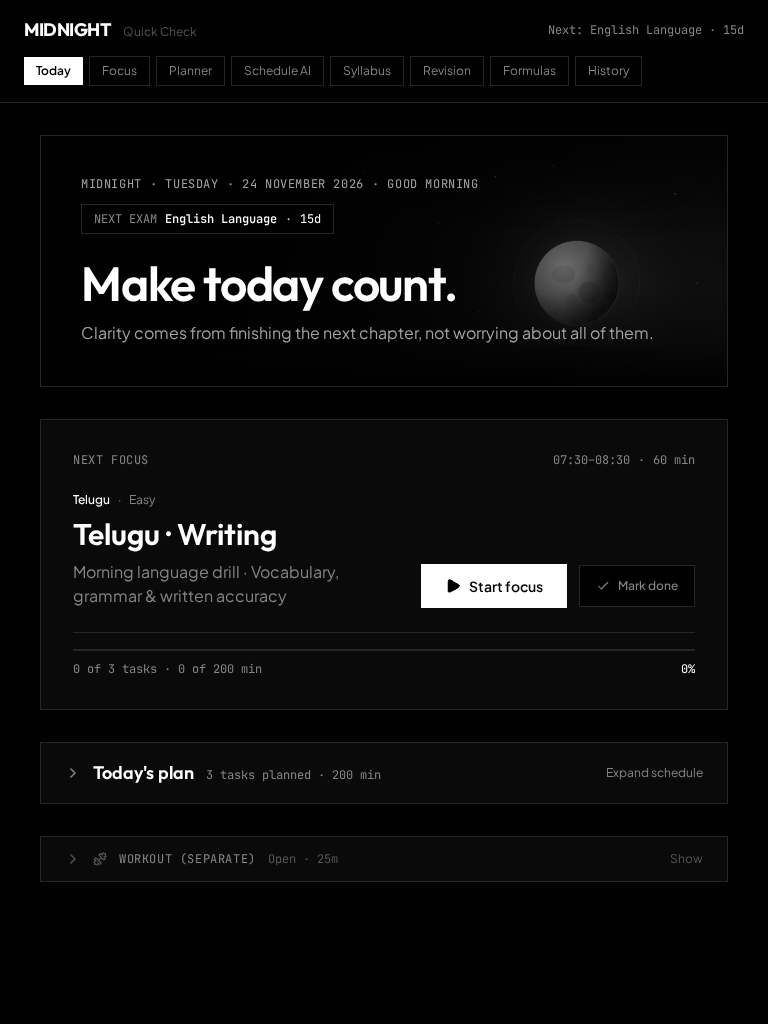 MIDNIGHT Quick Check
Next: English Language · 15d
Today Focus Planner Schedule AI Syllabus Revision Formulas History
MIDNIGHT · TUESDAY · 24 NOVEMBER 2026 · GOOD MORNING
NEXT EXAM English Language · 15d
Make today count.
Clarity comes from finishing the next chapter, not worrying about all of them.
NEXT FOCUS
07:30–08:30 · 60 min
Telugu · Easy
Telugu · Writing
Morning language drill · Vocabulary,
grammar & written accuracy
Start focus
Mark done
0 of 3 tasks · 0 of 200 min
0%
Today's plan 3 tasks planned · 200 min
Expand schedule
WORKOUT (SEPARATE) Open · 25m
Show